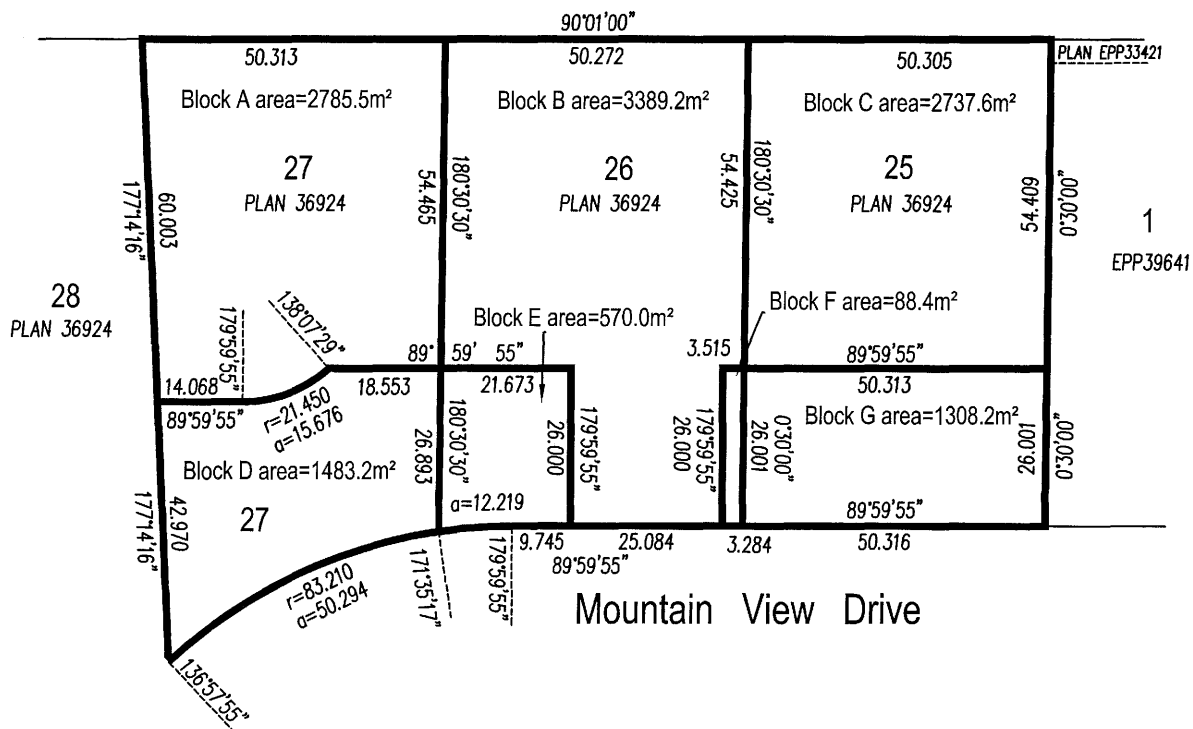 90°01'00"
50.313
50.272
50.305
PLAN EPP33421
Block A area=2785.5m²
Block B area=3389.2m²
Block C area=2737.6m²
27
PLAN 36924
26
PLAN 36924
25
PLAN 36924
177°14'16"
60.003
54.465
180°30'30"
54.425
180°30'30"
54.409
0°30'00"
1
EPP39641
28
PLAN 36924
179°59'55"
138°07'29"
Block E area=570.0m²
Block F area=88.4m²
89° 59' 55"
3.515
89°59'55"
14.068
18.553
21.673
50.313
89°59'55"
r=21.450
a=15.676
Block G area=1308.2m²
26.893
180°30'30"
26.000
179°59'55"
179°59'55"
26.000
26.001
0°30'00"
26.001
0°30'00"
Block D area=1483.2m²
27
177°14'16"
42.970
a=12.219
89°59'55"
9.745
25.084
3.284
50.316
89°59'55"
r=83.210
a=50.294
171°35'17"
179°59'55"
Mountain View Drive
136°57'55"